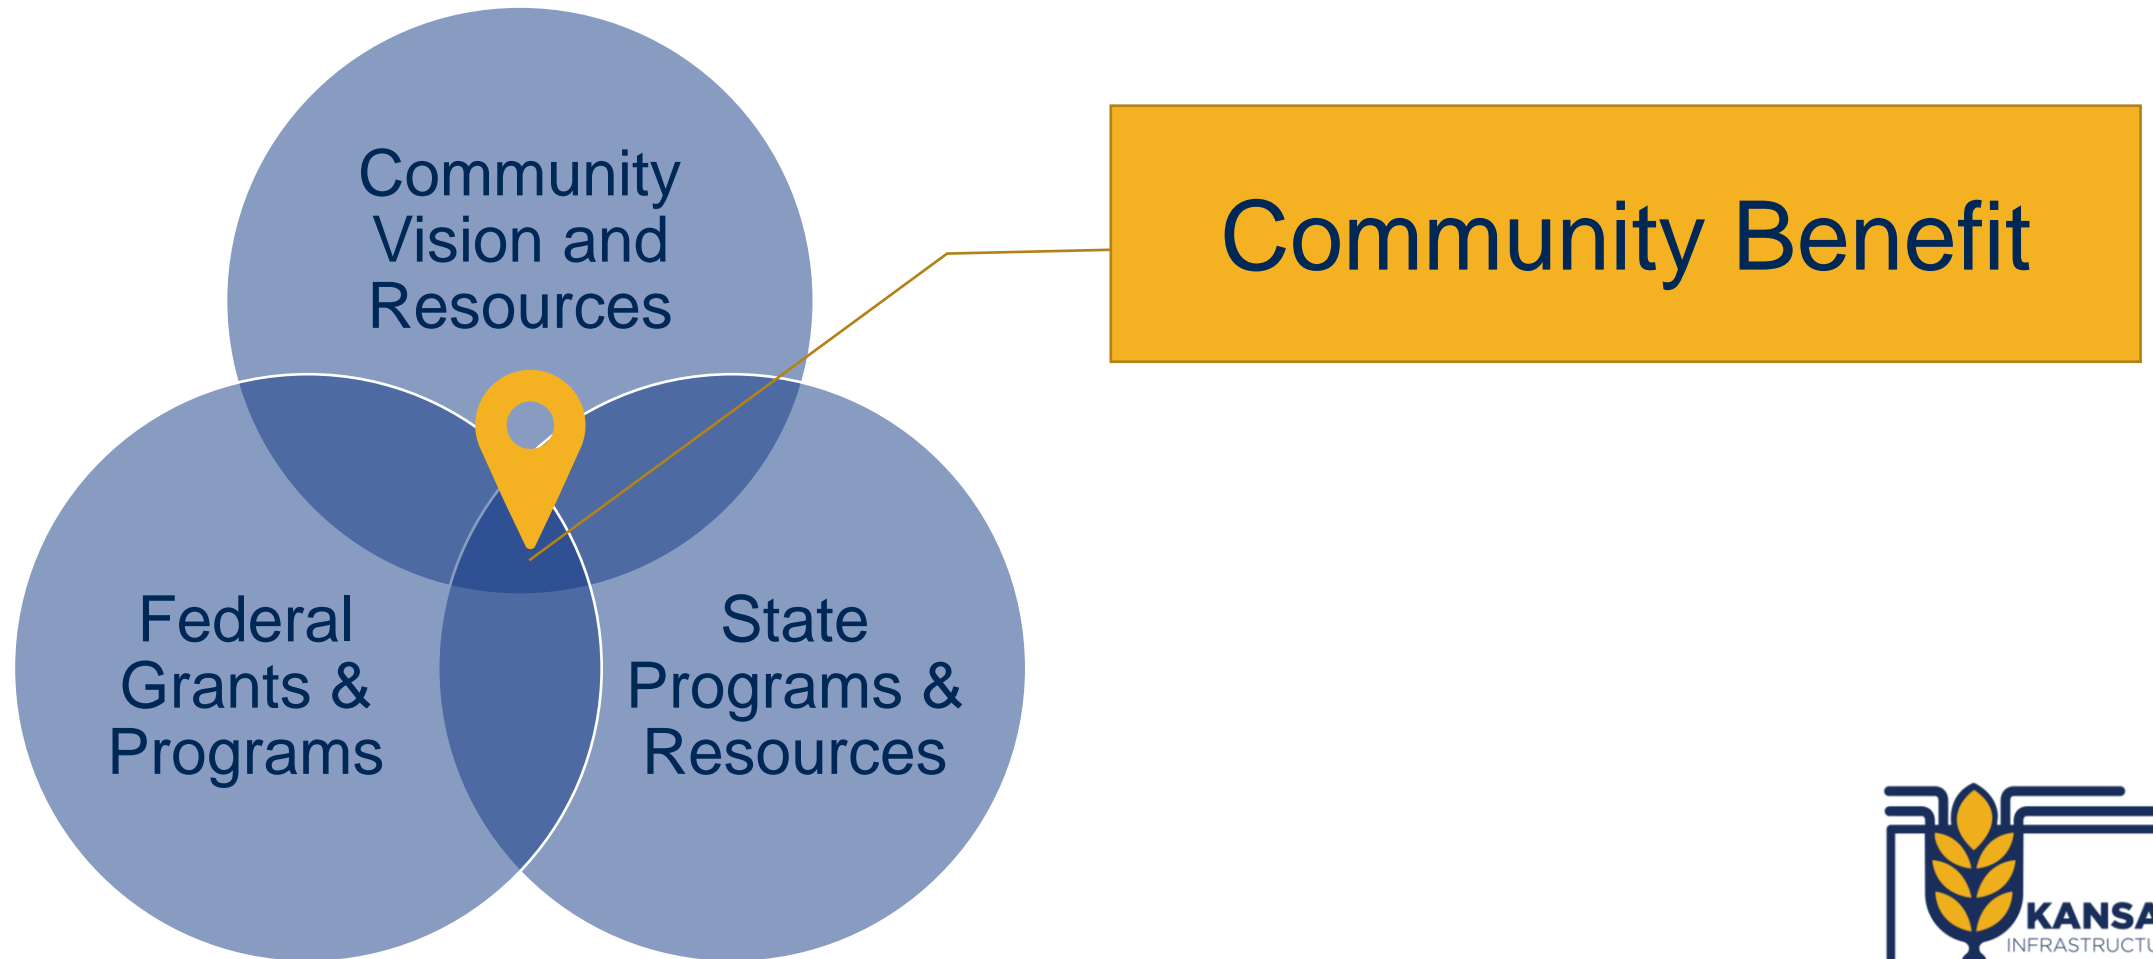 Community
Vision and
Resources
Community Benefit
Federal
Grants &
Programs
State
Programs &
Resources
KANSA
INFRASTRUCTU